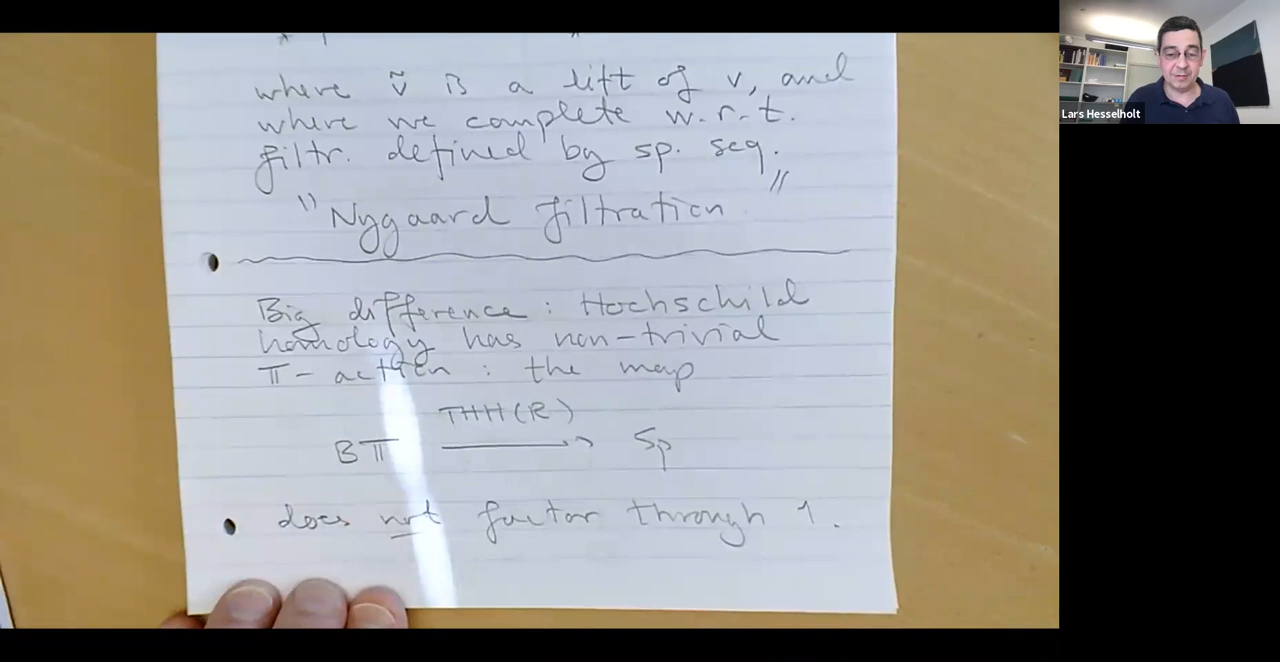 where ṽ is a lift of v, and
where we complete w.r.t.
filtr. defined by sp. seq.
"Nygaard filtration"
Big difference: Hochschild
homology has non-trivial
𝕋-action: the map
THH(R)
B𝕋 ⟶ Sp
does not factor through 1.
Lars Hesselholt